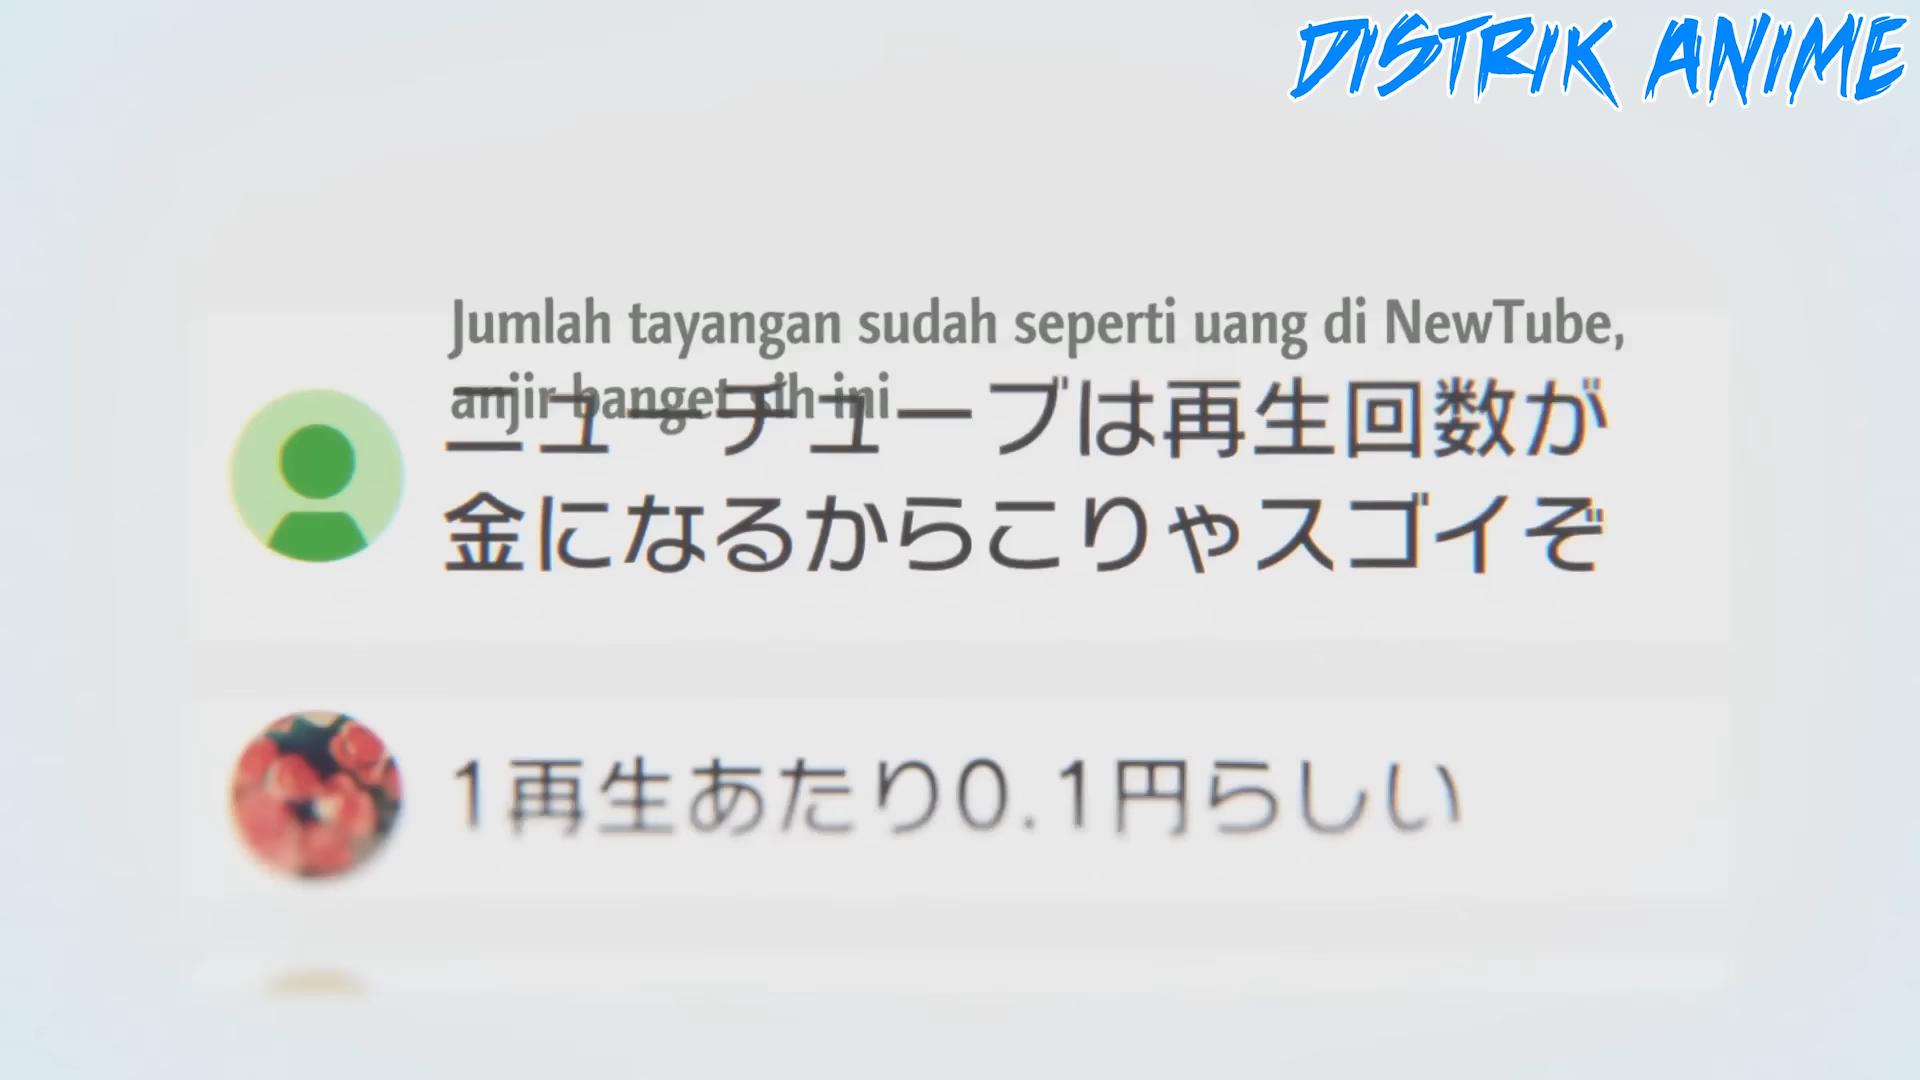 DISTRIK ANIME
Jumlah tayangan sudah seperti uang di NewTube,
anjir banget sih ini
ニューチューブは再生回数が
金になるからこりゃスゴイぞ
1再生あたり0.1円らしい